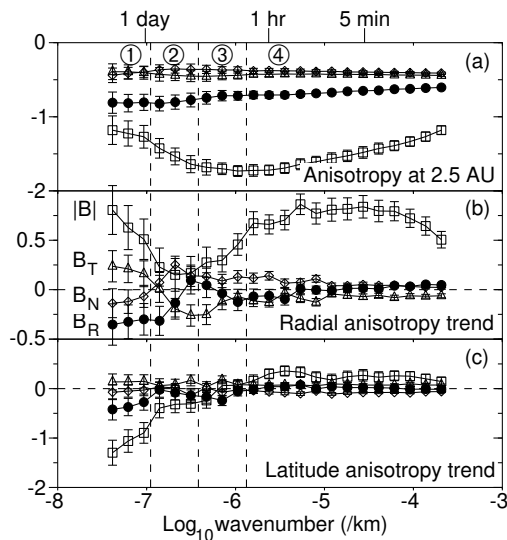 1 day 1 hr 5 min
0 ① ② ③ ④ (a)
-1
Anisotropy at 2.5 AU
-2
|B| (b)
0.5
B_T
0
B_N
B_R
Radial anisotropy trend
-0.5
(c)
0
-1
Latitude anisotropy trend
-2
-8 -7 -6 -5 -4 -3
Log₁₀wavenumber (/km)